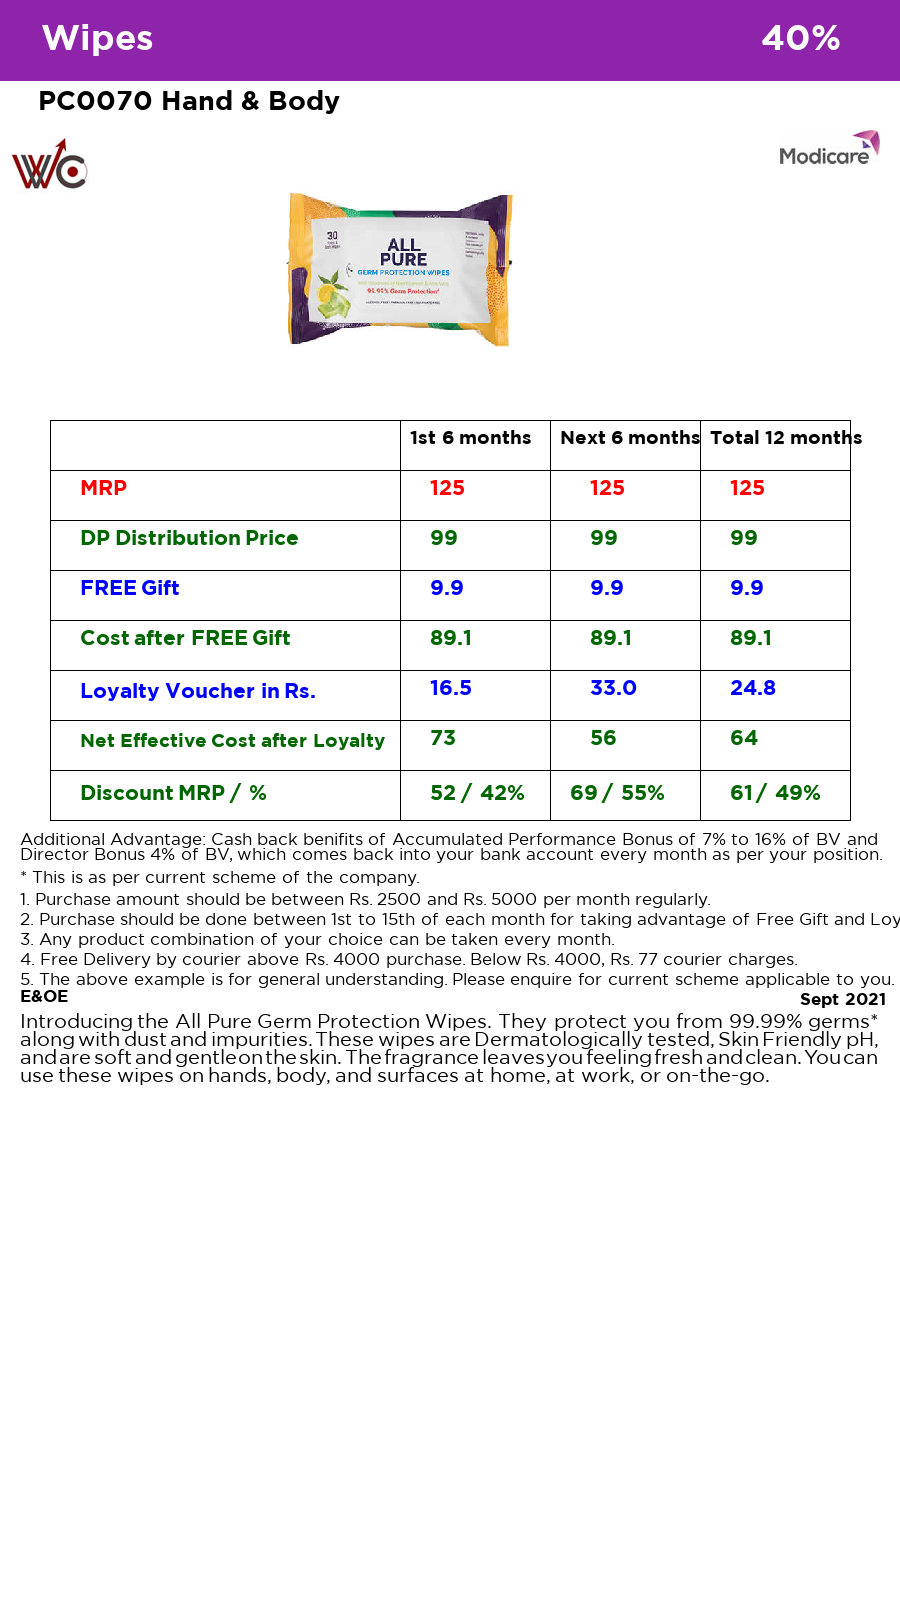 Wipes 40%
PC0070 Hand & Body
WC
Modicare
30
ALL
PURE
GERM PROTECTION WIPES
99.99% Germ Protection*
1st 6 months Next 6 months Total 12 months
MRP 125 125 125
DP Distribution Price 99 99 99
FREE Gift 9.9 9.9 9.9
Cost after FREE Gift 89.1 89.1 89.1
Loyalty Voucher in Rs. 16.5 33.0 24.8
Net Effective Cost after Loyalty 73 56 64
Discount MRP / % 52 / 42% 69 / 55% 61 / 49%
Additional Advantage: Cash back benifits of Accumulated Performance Bonus of 7% to 16% of BV and
Director Bonus 4% of BV, which comes back into your bank account every month as per your position.
* This is as per current scheme of the company.
1. Purchase amount should be between Rs. 2500 and Rs. 5000 per month regularly.
2. Purchase should be done between 1st to 15th of each month for taking advantage of Free Gift and Loy
3. Any product combination of your choice can be taken every month.
4. Free Delivery by courier above Rs. 4000 purchase. Below Rs. 4000, Rs. 77 courier charges.
5. The above example is for general understanding. Please enquire for current scheme applicable to you.
E&OE
Sept 2021
Introducing the All Pure Germ Protection Wipes. They protect you from 99.99% germs*
along with dust and impurities. These wipes are Dermatologically tested, Skin Friendly pH,
and are soft and gentle on the skin. The fragrance leaves you feeling fresh and clean. You can
use these wipes on hands, body, and surfaces at home, at work, or on-the-go.